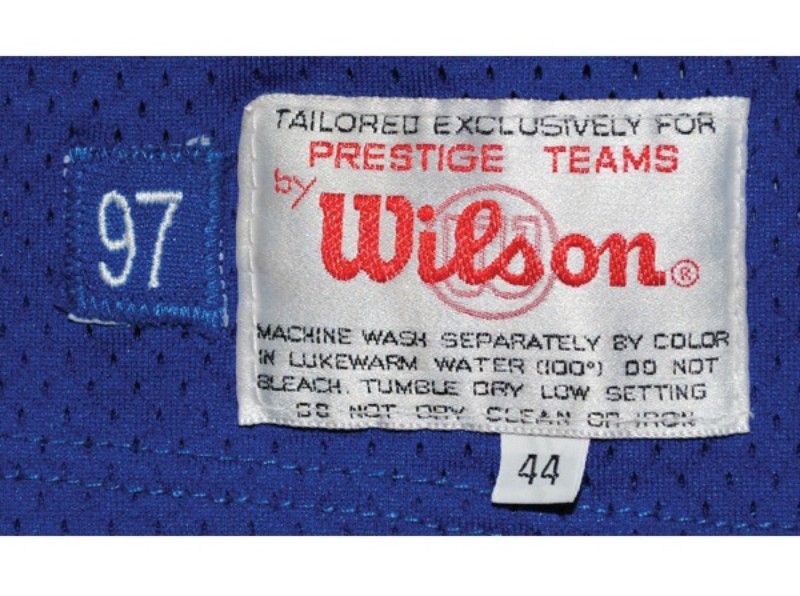 97
TAILORED EXCLUSIVELY FOR
PRESTIGE TEAMS
by
Wilson®
MACHINE WASH SEPARATELY BY COLOR
IN LUKEWARM WATER (100°) DO NOT
BLEACH. TUMBLE DRY LOW SETTING
DO NOT DRY CLEAN OR IRON
44